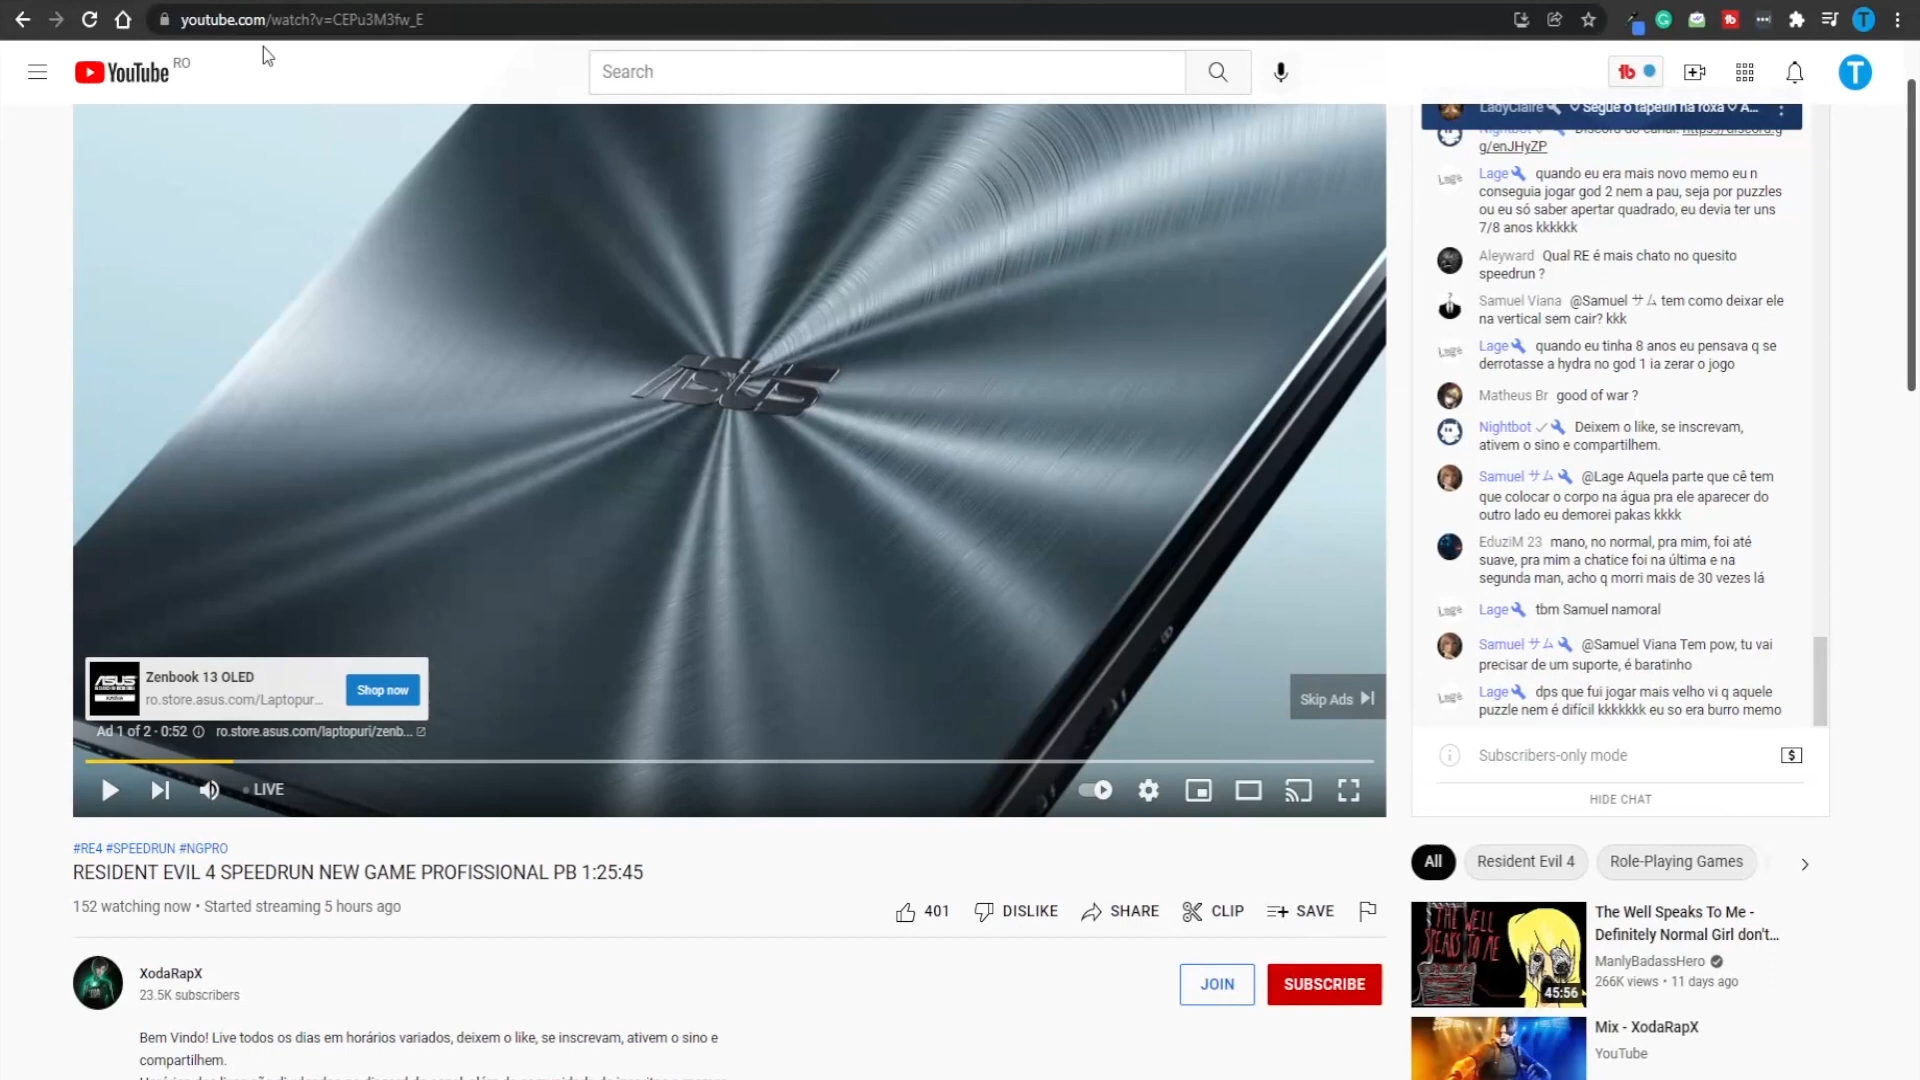 youtube.com/watch?v=CEPu3M3fw_E
YouTube RO
Search
T
LadyClaire Segue o tapetin na roxa A...
Nightbot Discord do canal: https://discord.g
g/enJHyZP
Lage quando eu era mais novo memo eu n
conseguia jogar god 2 nem a pau, seja por puzzles
ou eu só saber apertar quadrado, eu devia ter uns
7/8 anos kkkkkk
Aleyward Qual RE é mais chato no quesito
speedrun ?
Samuel Viana @Samuel サム tem como deixar ele
na vertical sem cair? kkk
Lage quando eu tinha 8 anos eu pensava q se
derrotasse a hydra no god 1 ia zerar o jogo
Matheus Br good of war ?
Nightbot Deixem o like, se inscrevam,
ativem o sino e compartilhem.
Samuel サム @Lage Aquela parte que cê tem
que colocar o corpo na água pra ele aparecer do
outro lado eu demorei pakas kkkk
EduziM 23 mano, no normal, pra mim, foi até
suave, pra mim a chatice foi na última e na
segunda man, acho q morri mais de 30 vezes lá
Lage tbm Samuel namoral
Samuel サム @Samuel Viana Tem pow, tu vai
precisar de um suporte, é baratinho
Lage dps que fui jogar mais velho vi q aquele
puzzle nem é difícil kkkkkkk eu so era burro memo
Subscribers-only mode
HIDE CHAT
ASUS
ASUS
Zenbook 13 OLED
ro.store.asus.com/Laptopur...
Shop now
Skip Ads
Ad 1 of 2 · 0:52 ro.store.asus.com/laptopuri/zenb...
LIVE
#RE4 #SPEEDRUN #NGPRO
RESIDENT EVIL 4 SPEEDRUN NEW GAME PROFISSIONAL PB 1:25:45
152 watching now • Started streaming 5 hours ago
401 DISLIKE SHARE CLIP SAVE
XodaRapX
23.5K subscribers
JOIN
SUBSCRIBE
Bem Vindo! Live todos os dias em horários variados, deixem o like, se inscrevam, ativem o sino e
compartilhem.
All Resident Evil 4 Role-Playing Games
THE WELL
SPEAKS TO
ME
45:56
The Well Speaks To Me -
Definitely Normal Girl don't...
ManlyBadassHero
266K views • 11 days ago
Mix - XodaRapX
YouTube